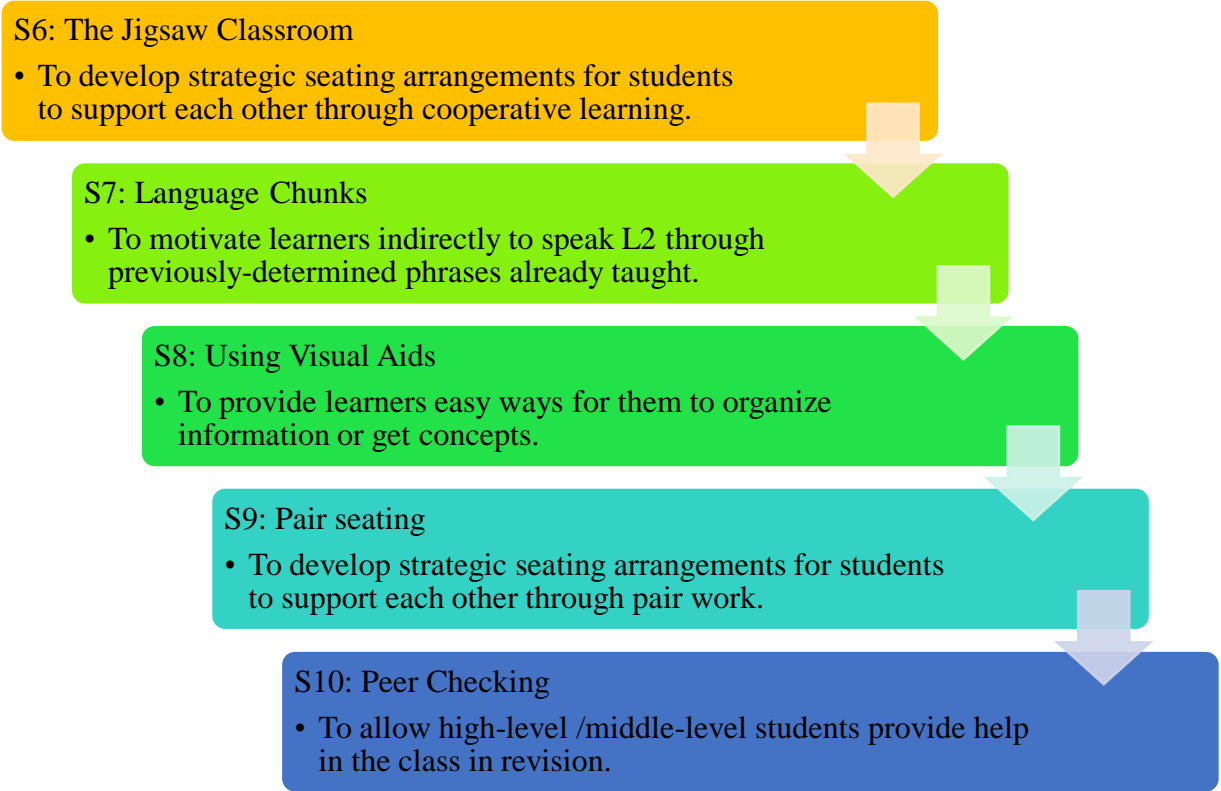 S6: The Jigsaw Classroom
• To develop strategic seating arrangements for students
to support each other through cooperative learning.
S7: Language Chunks
• To motivate learners indirectly to speak L2 through
previously-determined phrases already taught.
S8: Using Visual Aids
• To provide learners easy ways for them to organize
information or get concepts.
S9: Pair seating
• To develop strategic seating arrangements for students
to support each other through pair work.
S10: Peer Checking
• To allow high-level /middle-level students provide help
in the class in revision.